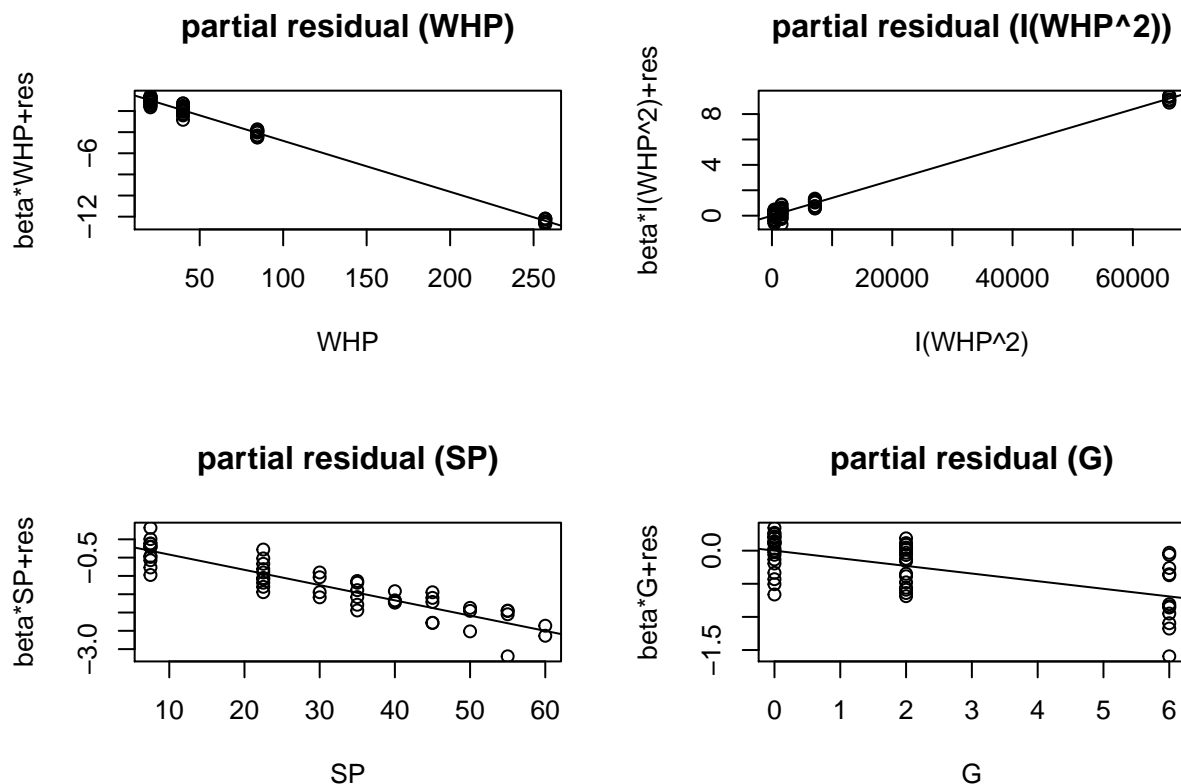 partial residual (WHP)
beta*WHP+res
−6
−12
50 100 150 200 250
WHP
partial residual (I(WHP^2))
beta*I(WHP^2)+res
8
4
0
0 20000 40000 60000
I(WHP^2)
partial residual (SP)
beta*SP+res
−0.5
−3.0
10 20 30 40 50 60
SP
partial residual (G)
beta*G+res
0.0
−1.5
0 1 2 3 4 5 6
G